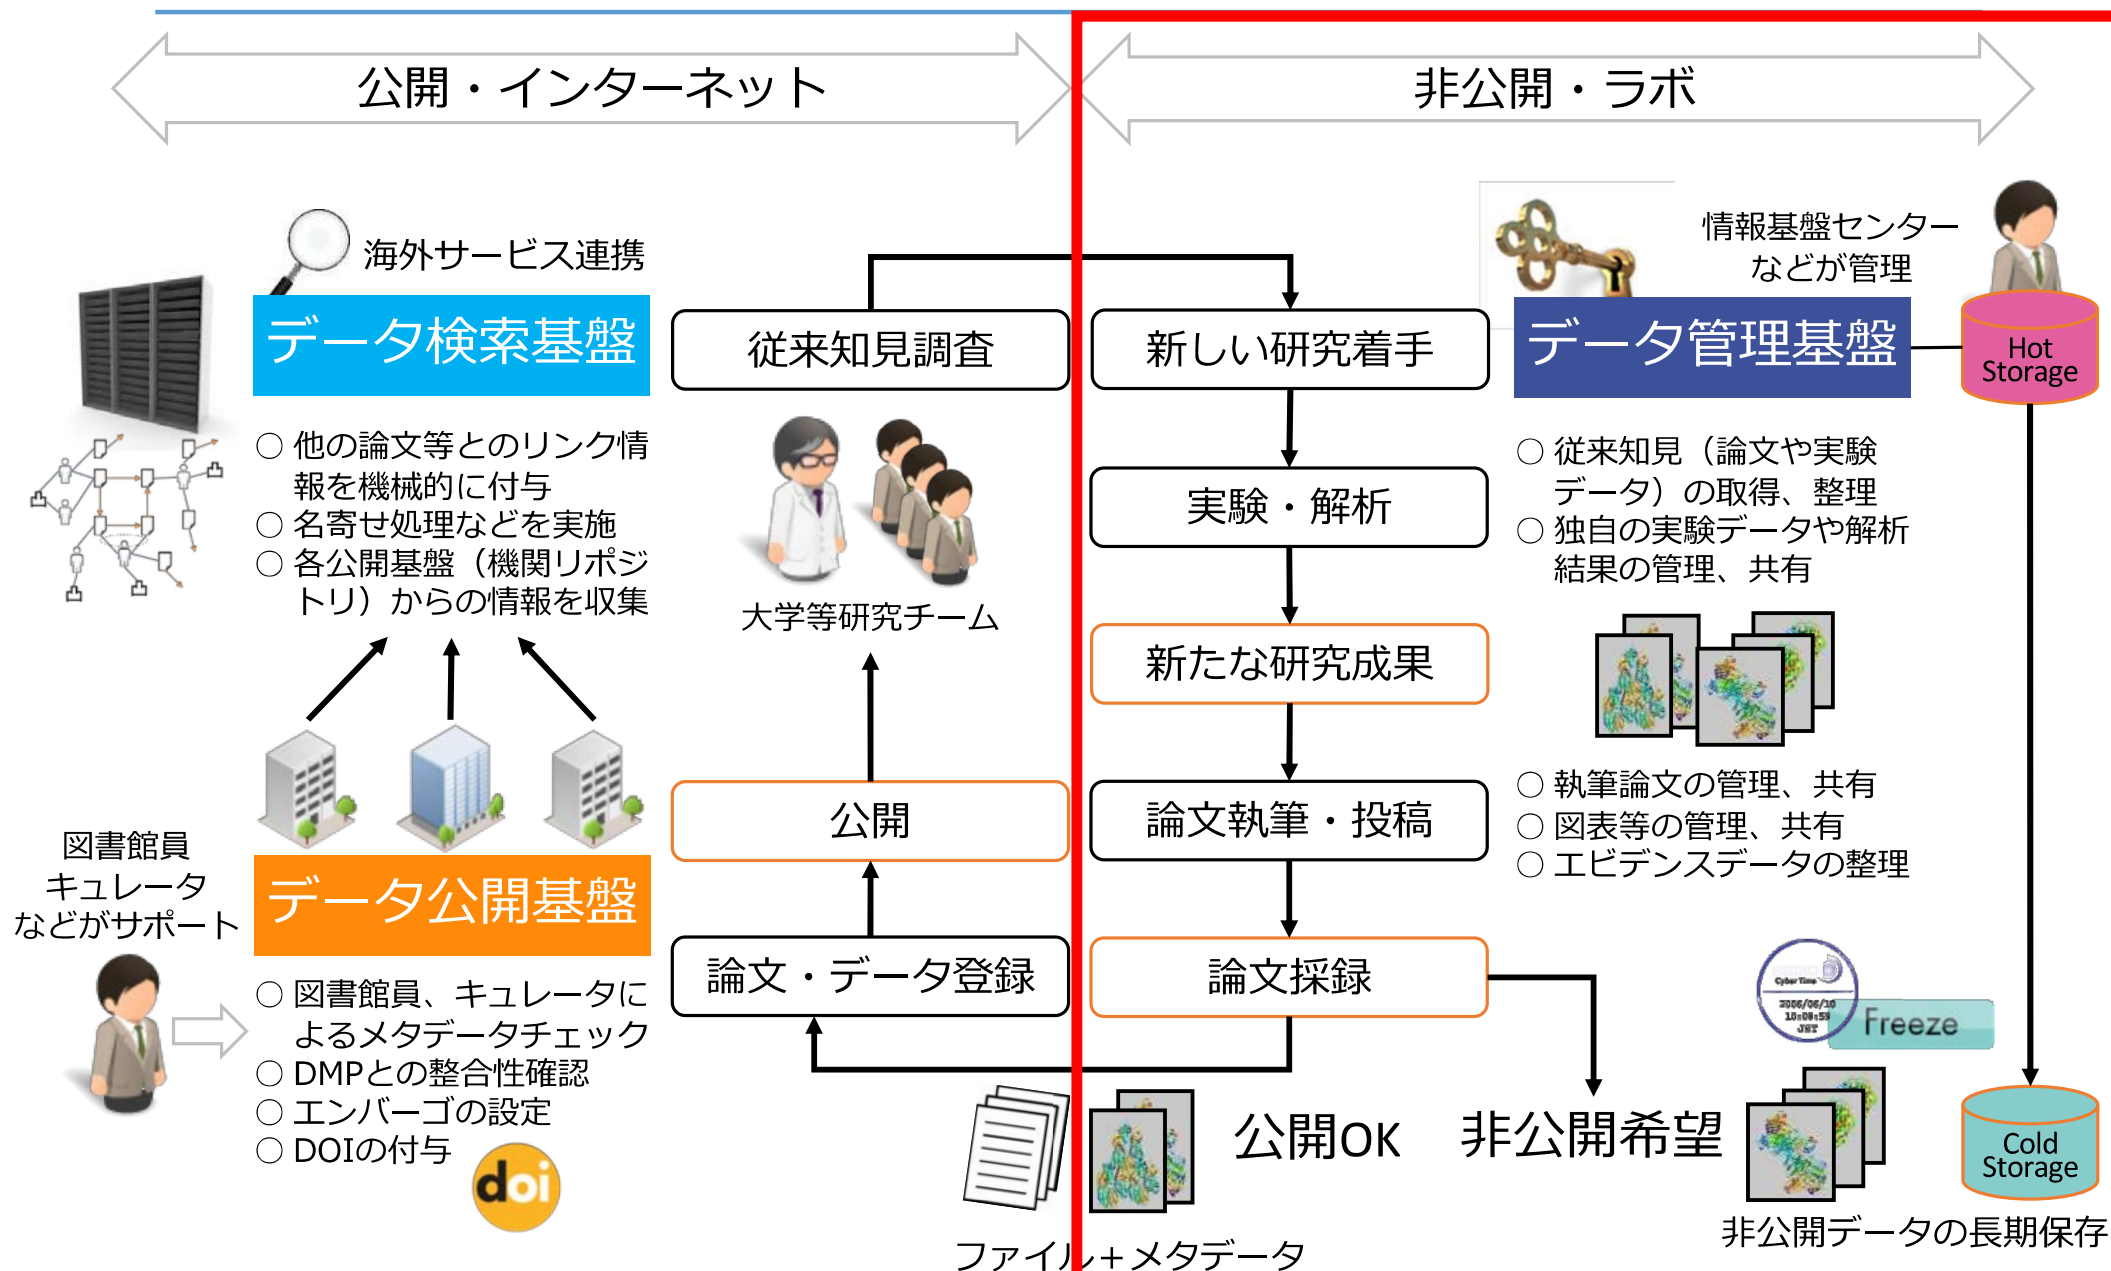 公開・インターネット
非公開・ラボ
海外サービス連携
データ検索基盤
○ 他の論文等とのリンク情
報を機械的に付与
○ 名寄せ処理などを実施
○ 各公開基盤（機関リポジ
トリ）からの情報を収集
図書館員
キュレータ
などがサポート
データ公開基盤
○ 図書館員、キュレータに
よるメタデータチェック
○ DMPとの整合性確認
○ エンバーゴの設定
○ DOIの付与
doi
従来知見調査
大学等研究チーム
公開
論文・データ登録
新しい研究着手
実験・解析
新たな研究成果
論文執筆・投稿
論文採録
公開OK
非公開希望
ファイル＋メタデータ
情報基盤センター
などが管理
データ管理基盤
Hot
Storage
○ 従来知見（論文や実験
データ）の取得、整理
○ 独自の実験データや解析
結果の管理、共有
○ 執筆論文の管理、共有
○ 図表等の管理、共有
○ エビデンスデータの整理
Cyber Time
2006/06/10
10:08:59
JST
Freeze
Cold
Storage
非公開データの長期保存